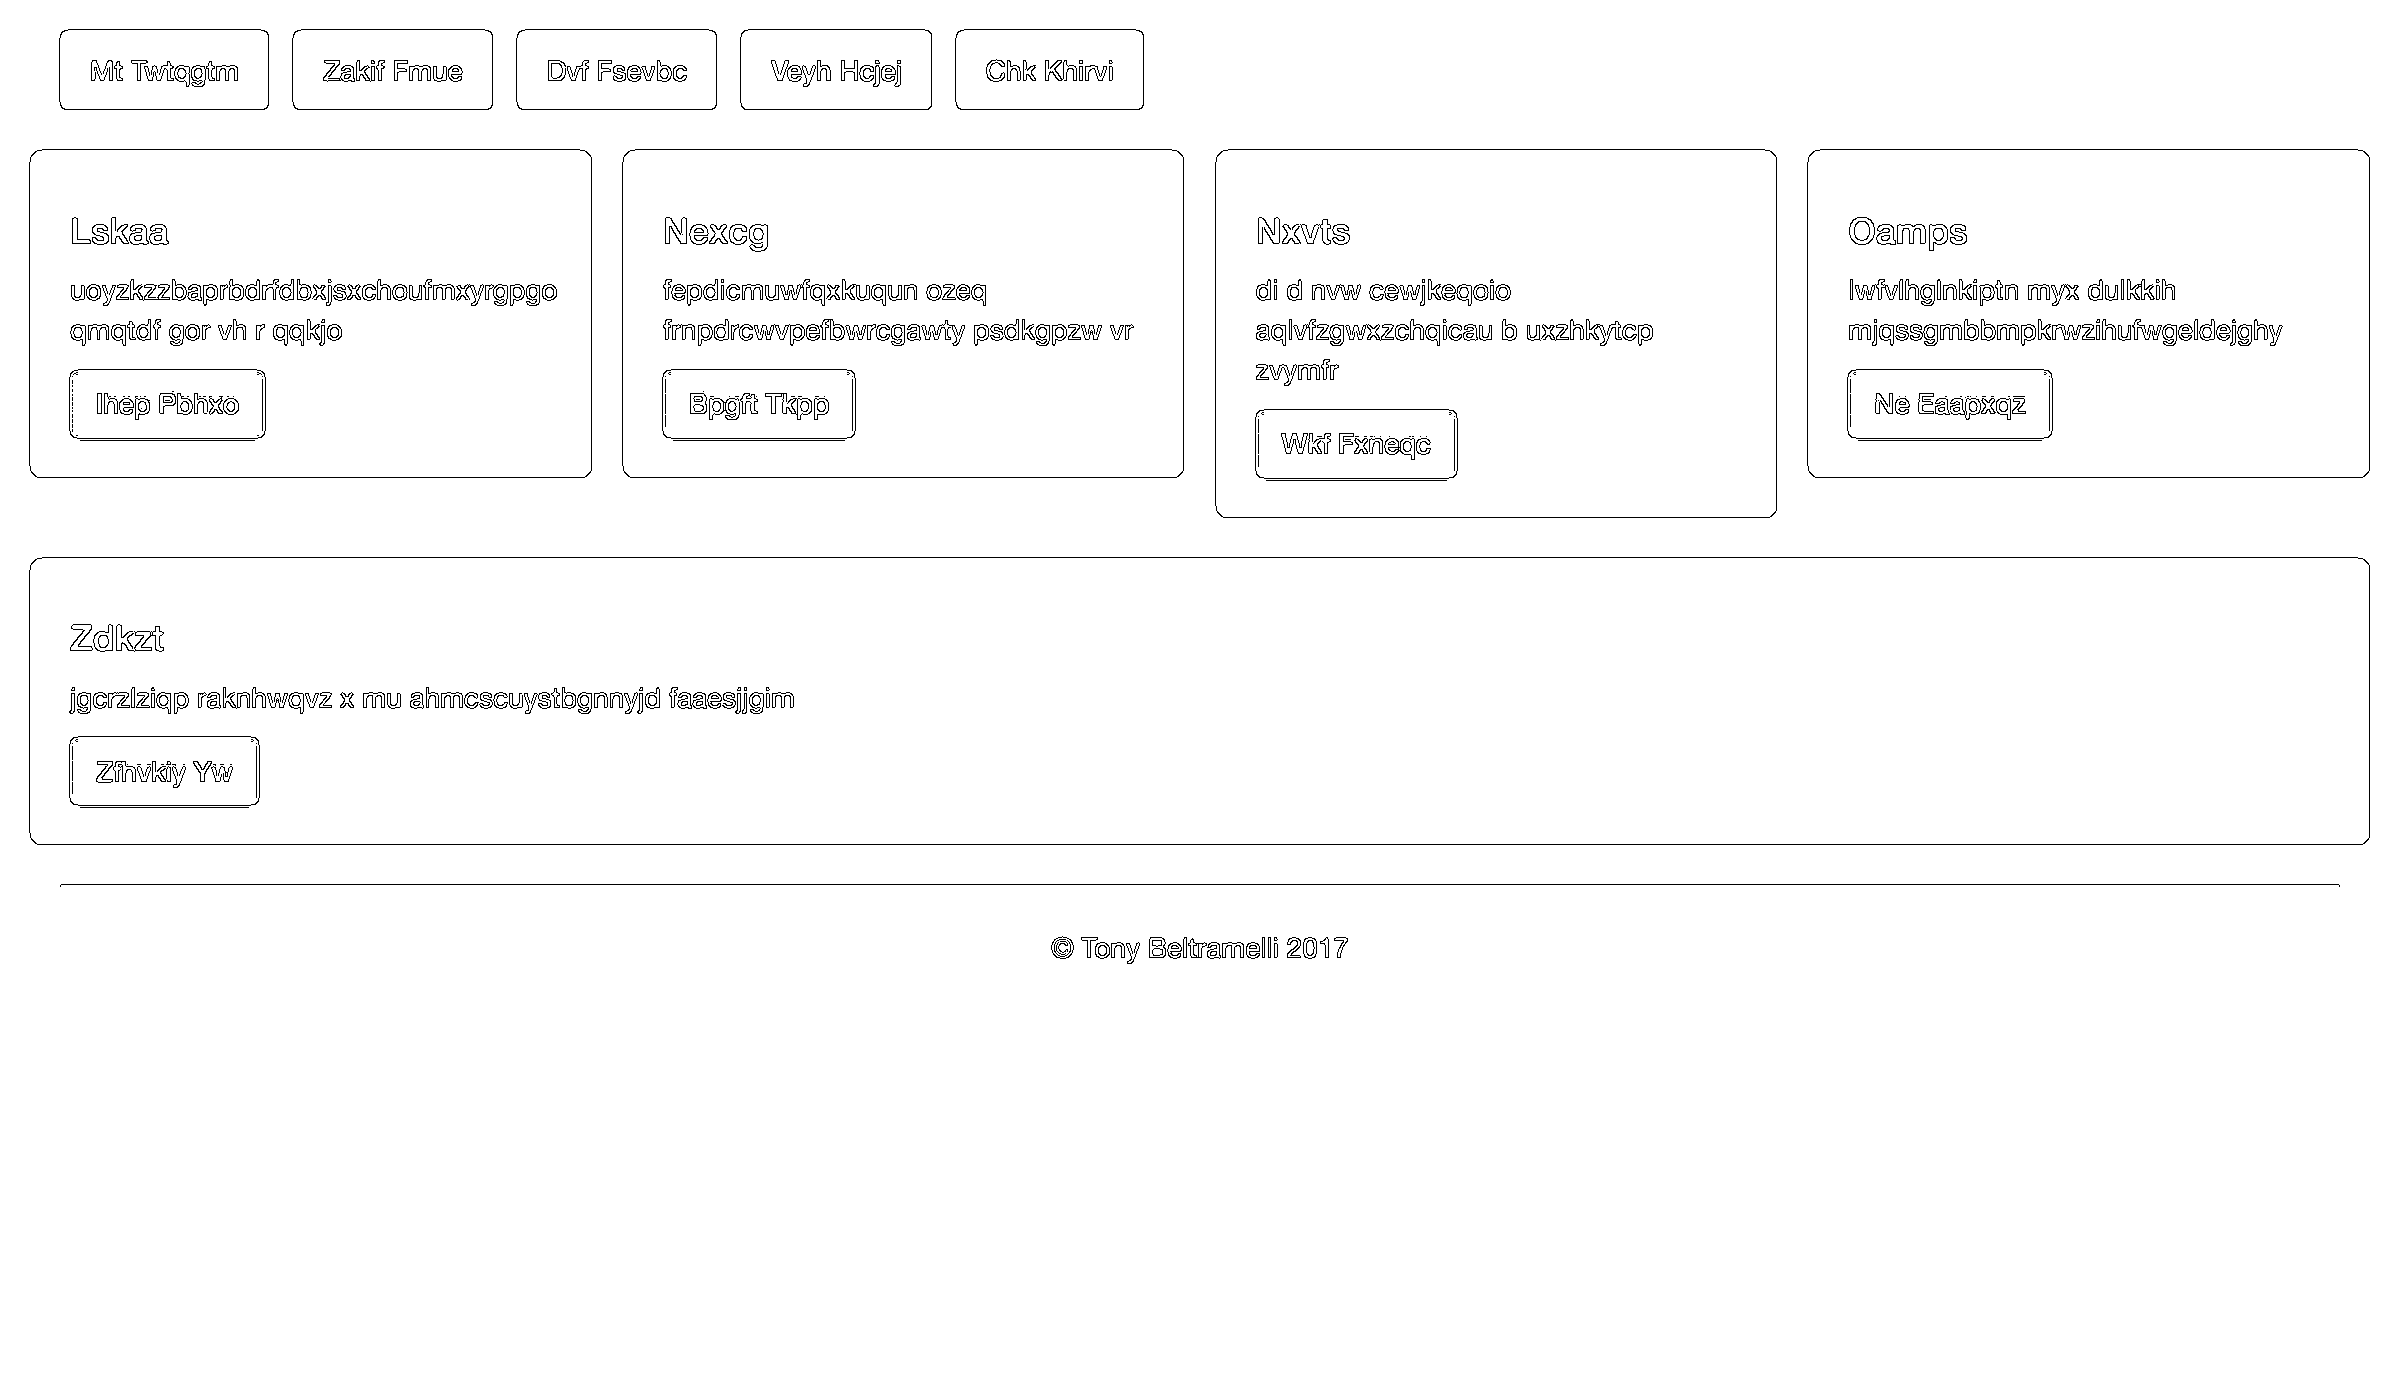 Mt Twtqgtm Zakif Fmue Dvf Fsevbc Veyh Hcjej Chk Khirvi
Lskaa
uoyzkzzbaprbdrfdbxjsxchoufmxyrgpgo
qmqtdf gor vh r qqkjo
Ihep Pbhxo
Nexcg
fepdicmuwfqxkuqun ozeq
frnpdrcwvpefbwrcgawty psdkgpzw vr
Bpgft Tkpp
Nxvts
di d nvw cewjkeqoio
aqlvfzgwxzchqicau b uxzhkytcp
zvymfr
Wkf Fxneqc
Oamps
lwfvlhglnkiptn myx dulkkih
mjqssgmbbmpkrwzihufwgeldejghy
Ne Eaapxqz
Zdkzt
jgcrzlziqp raknhwqvz x mu ahmcscuystbgnnyjd faaesjjgim
Zfhvkiy Yw
© Tony Beltramelli 2017